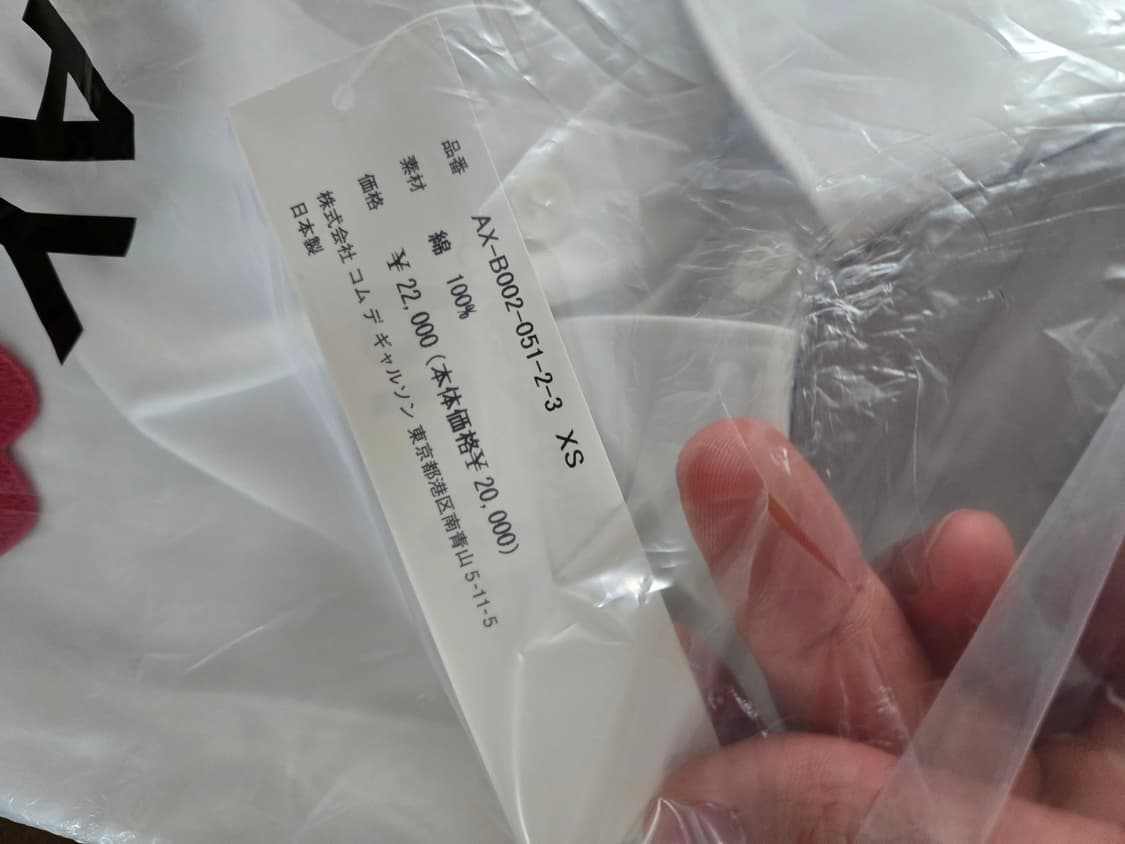 品番 AX-B002-051-2-3 XS
素材 綿 100%
価格 ¥22,000(本体価格¥20,000)
株式会社 コム デ ギャルソン 東京都港区南青山5-11-5
日本製